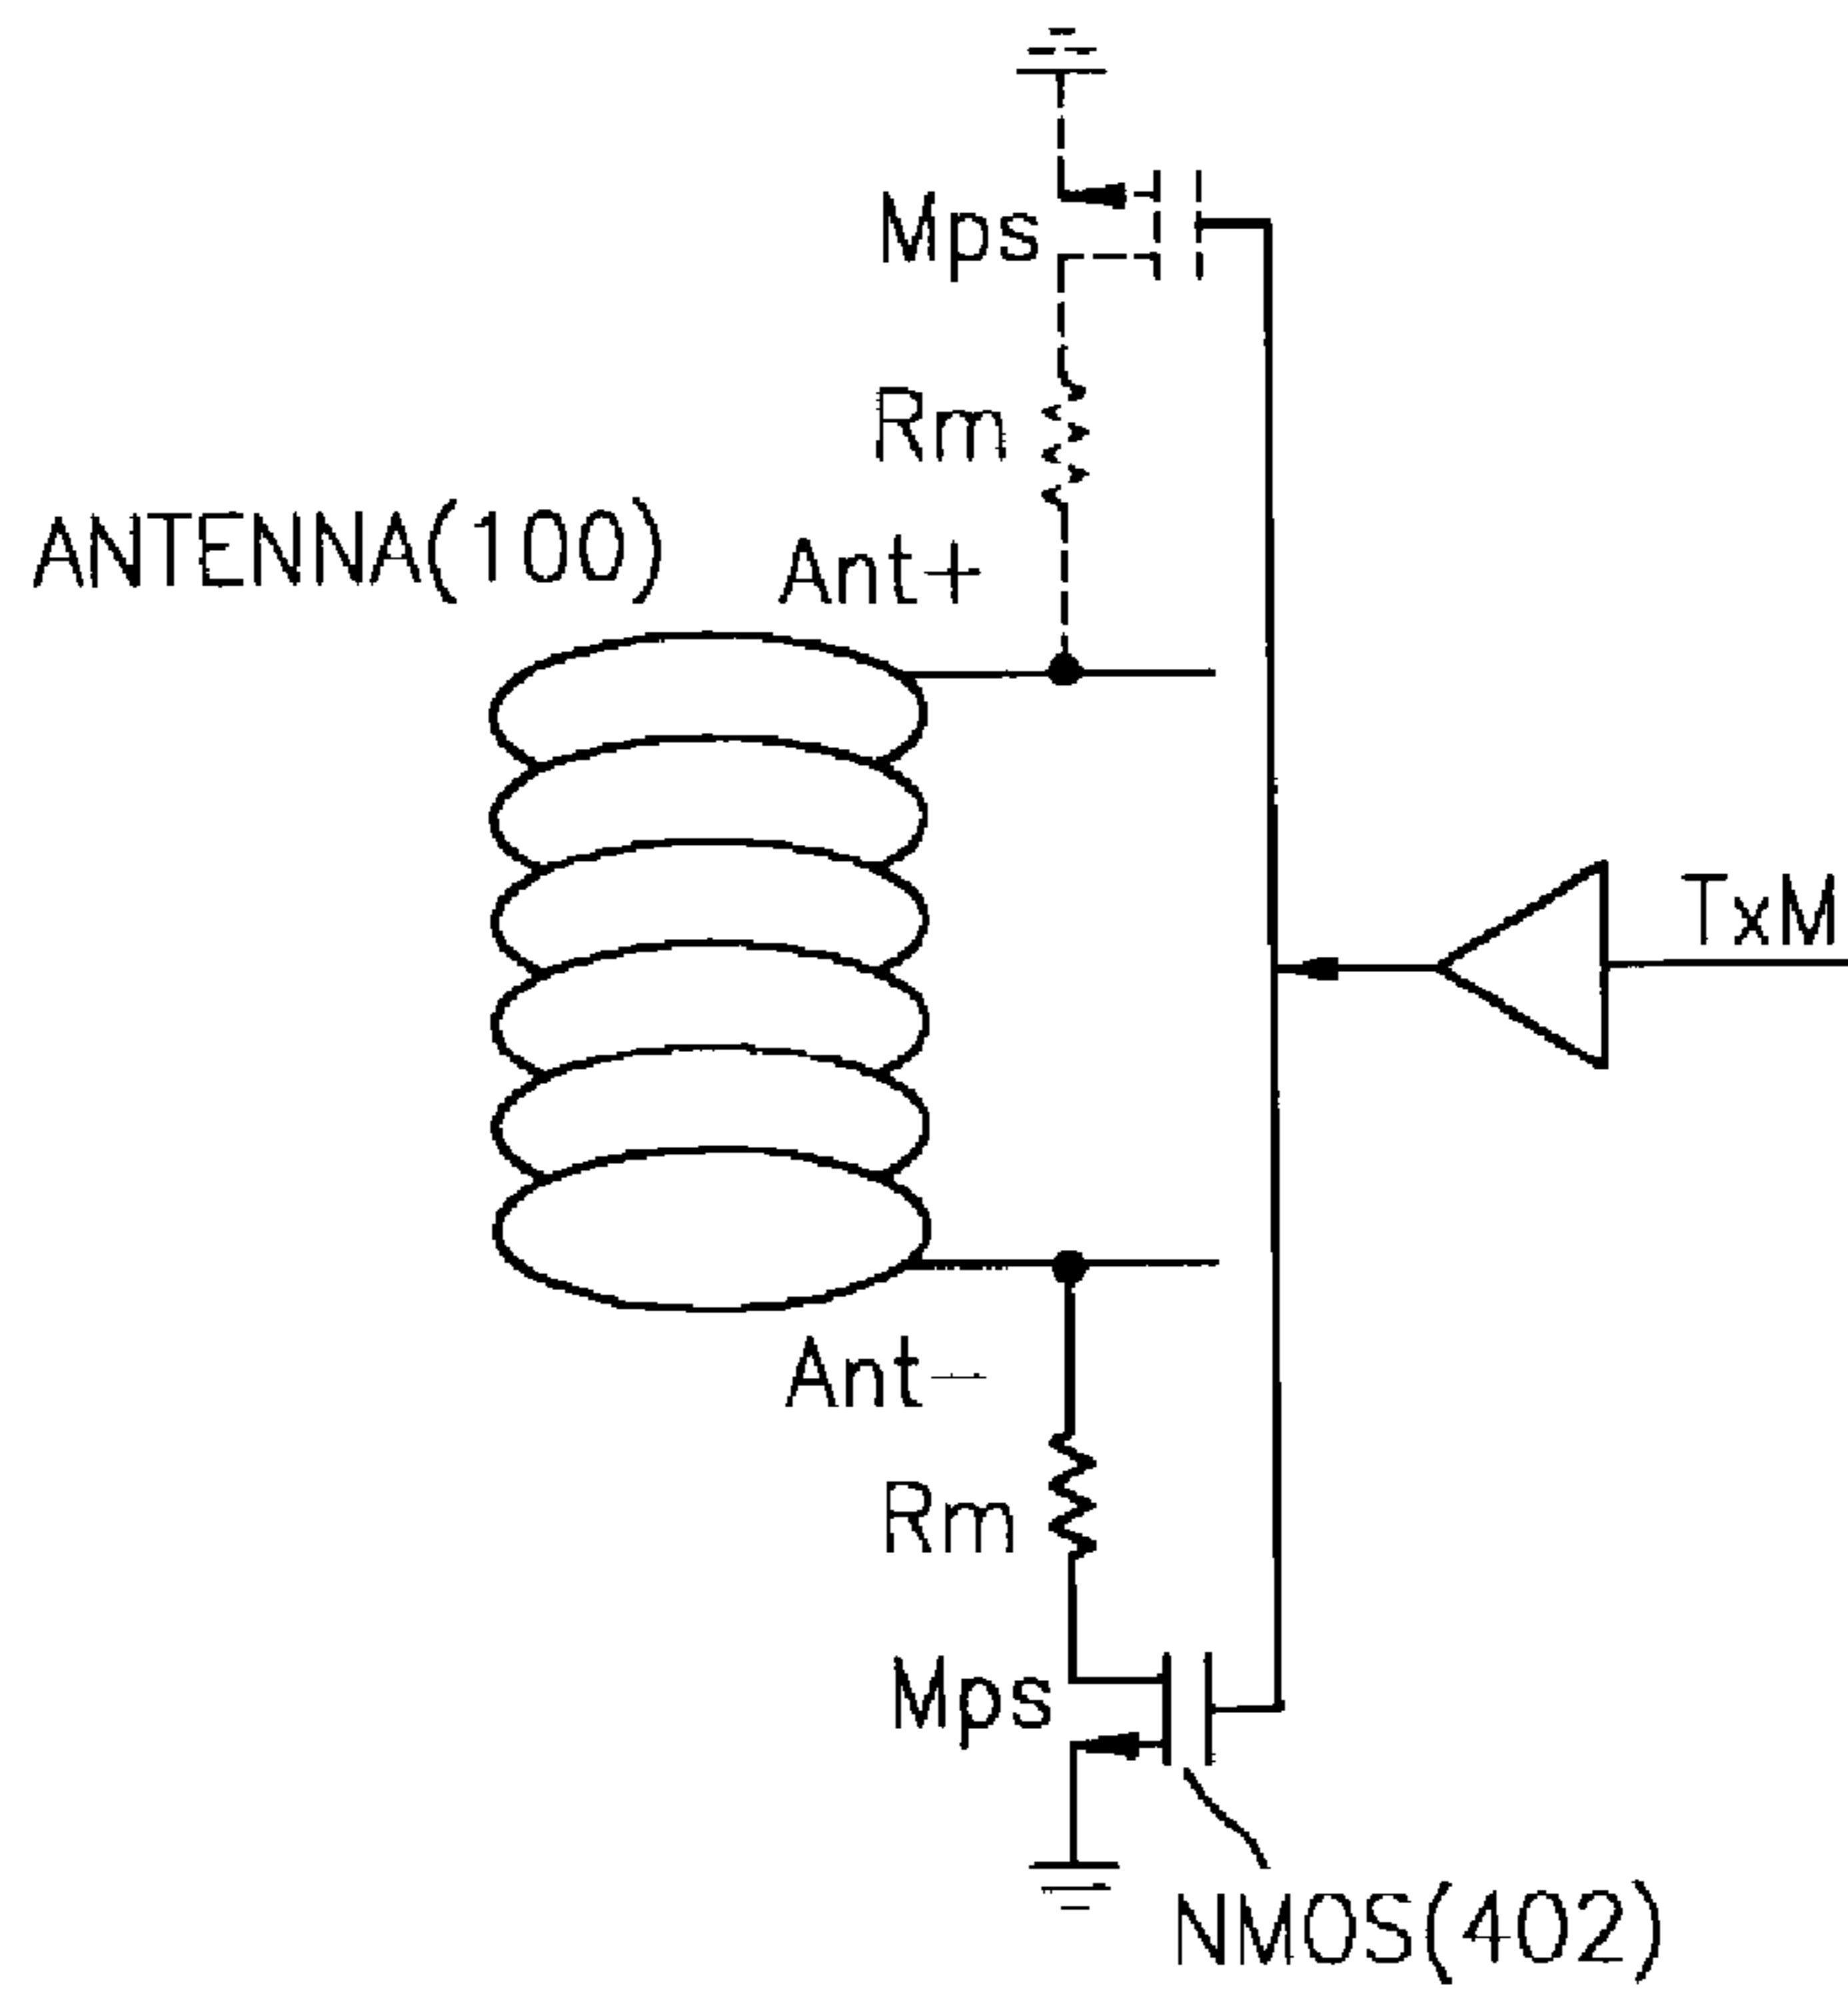 Mps
Rm
ANTENNA(100)
Ant+
TxM
Ant−
Rm
Mps
NMOS(402)